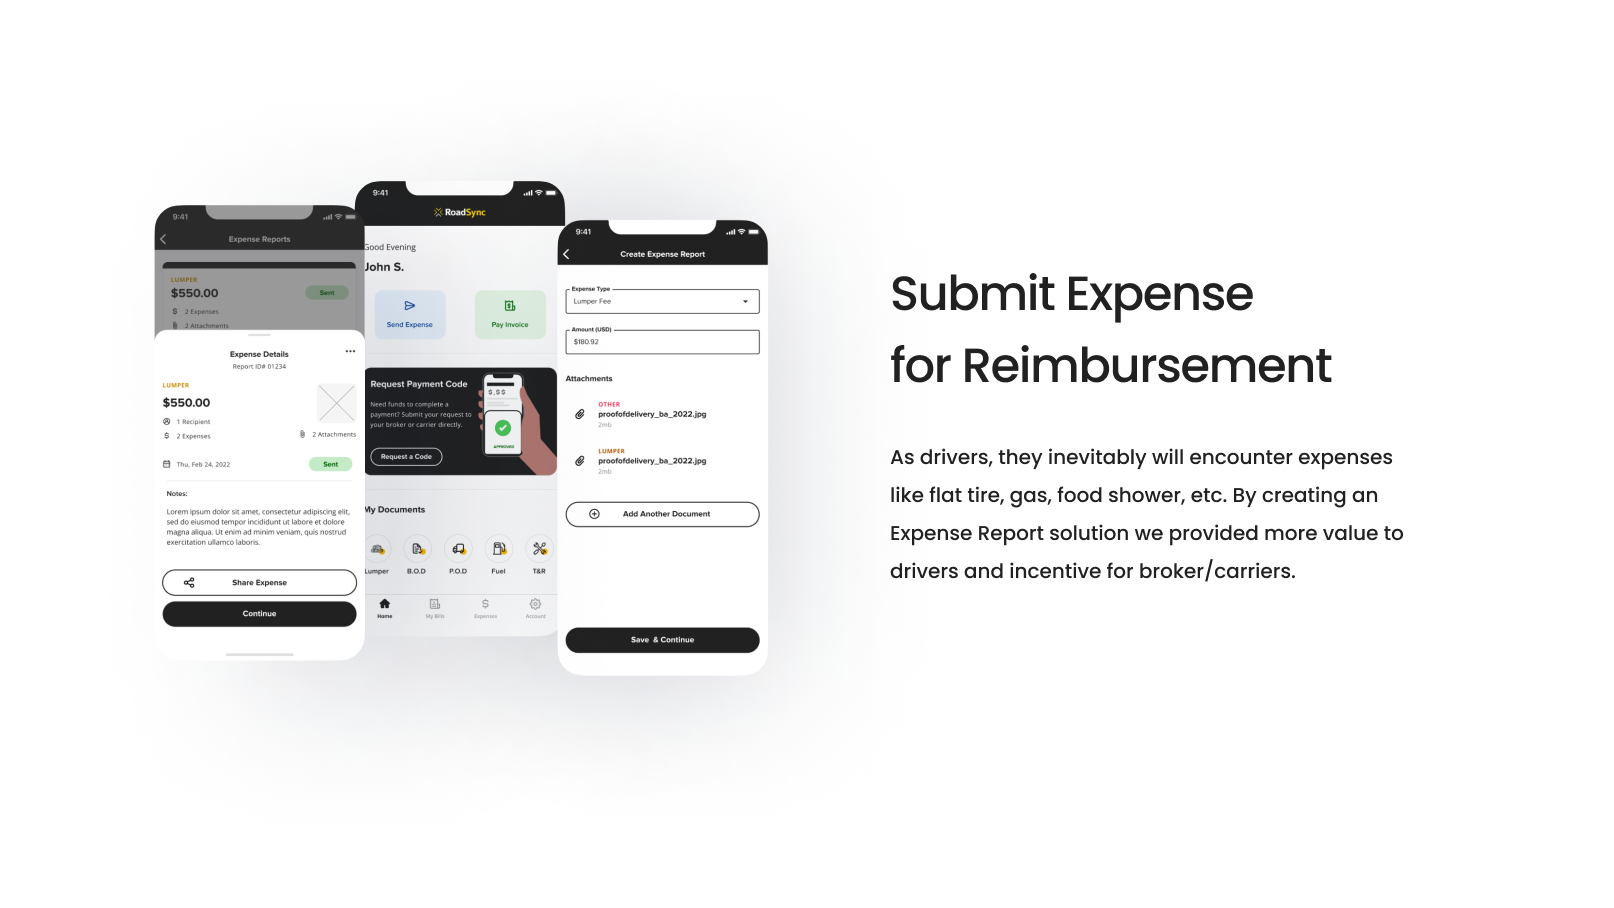 9:41
Expense Reports
LUMPER
$550.00
Sent
2 Expenses
2 Attachments
Expense Details
Report ID# 01234
LUMPER
$550.00
1 Recipient
2 Expenses
2 Attachments
Thu, Feb 24, 2022
Sent
Notes:
Lorem ipsum dolor sit amet, consectetur adipiscing elit,
sed do eiusmod tempor incididunt ut labore et dolore
magna aliqua. Ut enim ad minim veniam, quis nostrud
exercitation ullamco laboris.
Share Expense
Continue
9:41
RoadSync
Good Evening
John S.
Send Expense
Pay Invoice
Request Payment Code
Need funds to complete a
payment? Submit your request to
your broker or carrier directly.
Request a Code
$,$$
APPROVED
My Documents
Lumper
B.O.D
P.O.D
Fuel
T&R
Home
My Bills
Expenses
Account
9:41
Create Expense Report
Expense Type
Lumper Fee
Amount (USD)
$180.92
Attachments
OTHER
proofofdelivery_ba_2022.jpg
2mb
LUMPER
proofofdelivery_ba_2022.jpg
2mb
Add Another Document
Save & Continue
Submit Expense
for Reimbursement
As drivers, they inevitably will encounter expenses
like flat tire, gas, food shower, etc. By creating an
Expense Report solution we provided more value to
drivers and incentive for broker/carriers.